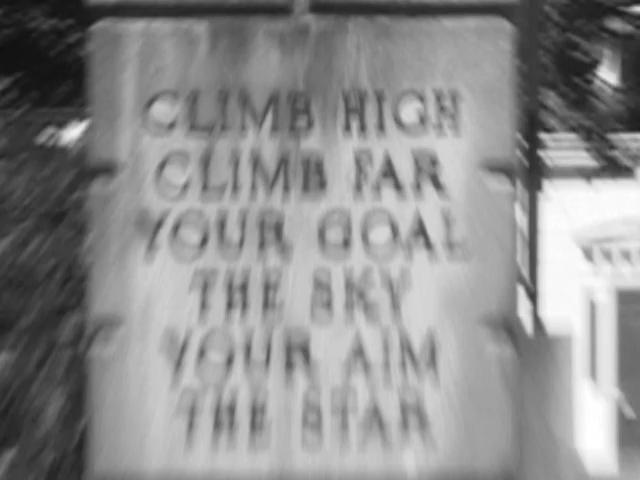 CLIMB HIGH
CLIMB FAR
YOUR GOAL
THE SKY
YOUR AIM
THE STAR